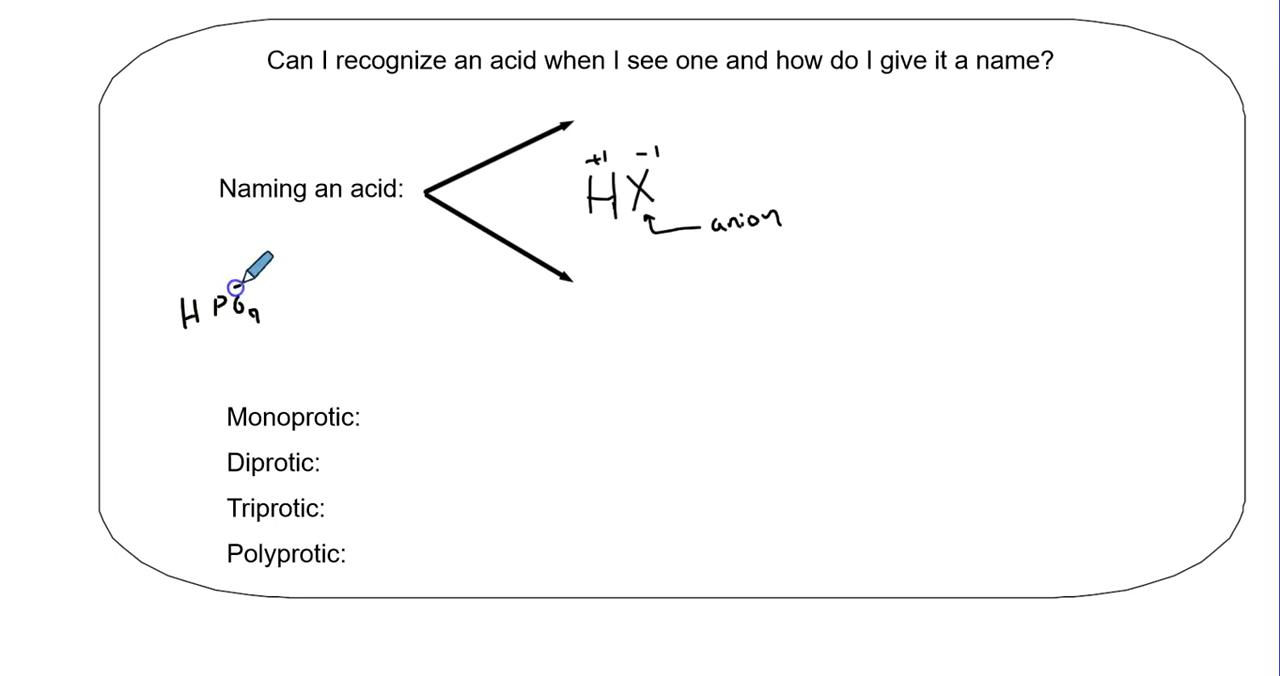 Can I recognize an acid when I see one and how do I give it a name?
+1 -1
Naming an acid: HX
anion
H PO₄
Monoprotic:
Diprotic:
Triprotic:
Polyprotic: